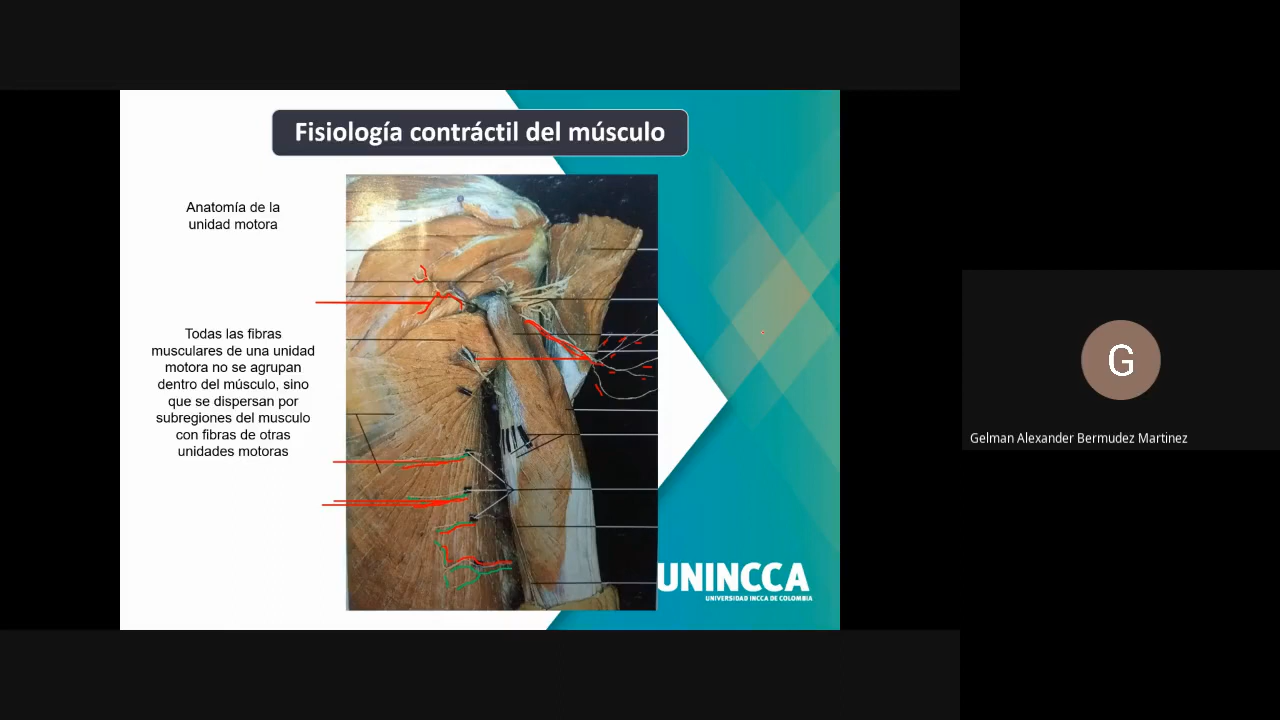 Fisiología contráctil del músculo
Anatomía de la
unidad motora
Todas las fibras
musculares de una unidad
motora no se agrupan
dentro del músculo, sino
que se dispersan por
subregiones del musculo
con fibras de otras
unidades motoras
UNINCCA
UNIVERSIDAD INCCA DE COLOMBIA
G
Gelman Alexander Bermudez Martinez